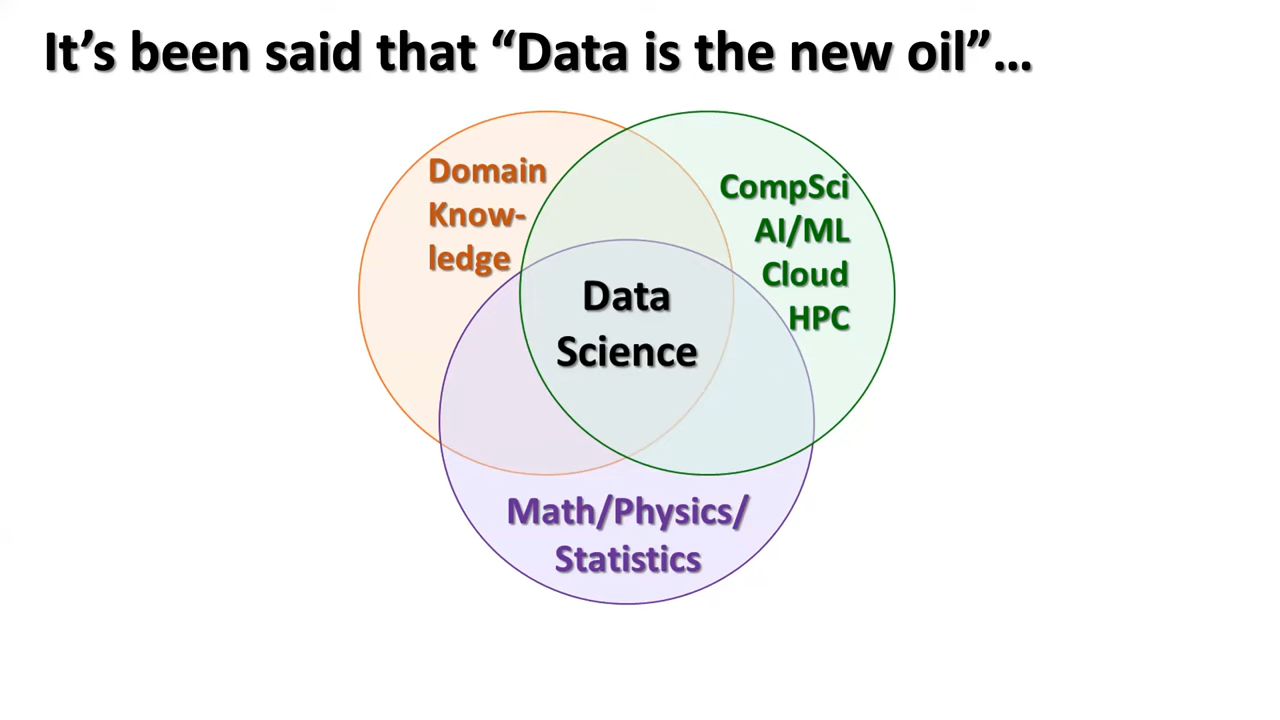 It’s been said that “Data is the new oil”…
Domain
Know-
ledge
CompSci
AI/ML
Cloud
HPC
Data
Science
Math/Physics/
Statistics